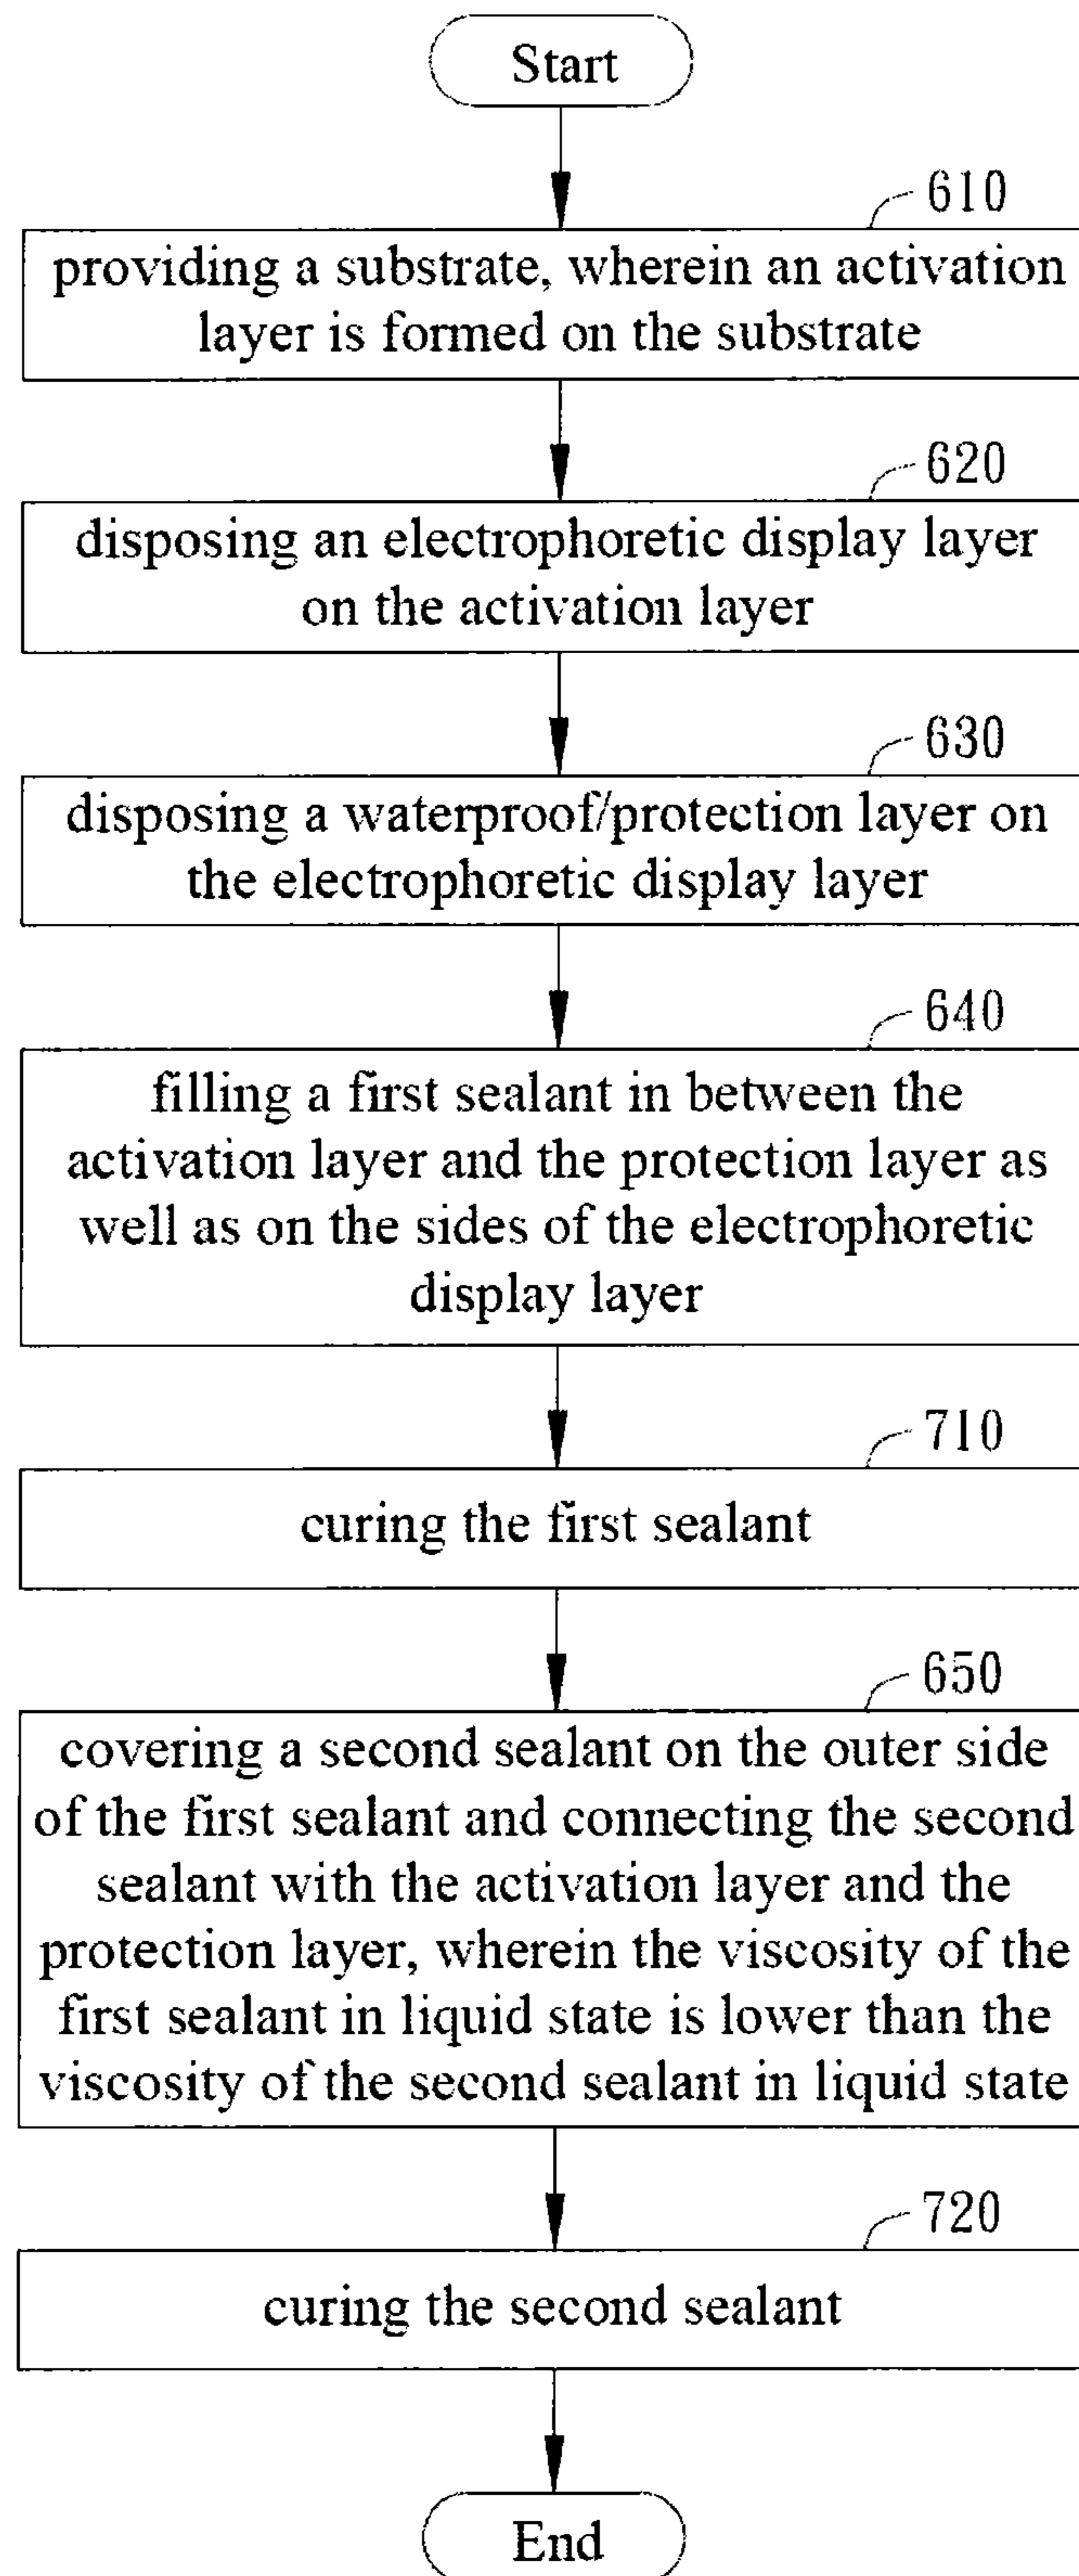 Start
610
providing a substrate, wherein an activation
layer is formed on the substrate
620
disposing an electrophoretic display layer
on the activation layer
630
disposing a waterproof/protection layer on
the electrophoretic display layer
640
filling a first sealant in between the
activation layer and the protection layer as
well as on the sides of the electrophoretic
display layer
710
curing the first sealant
650
covering a second sealant on the outer side
of the first sealant and connecting the second
sealant with the activation layer and the
protection layer, wherein the viscosity of the
first sealant in liquid state is lower than the
viscosity of the second sealant in liquid state
720
curing the second sealant
End